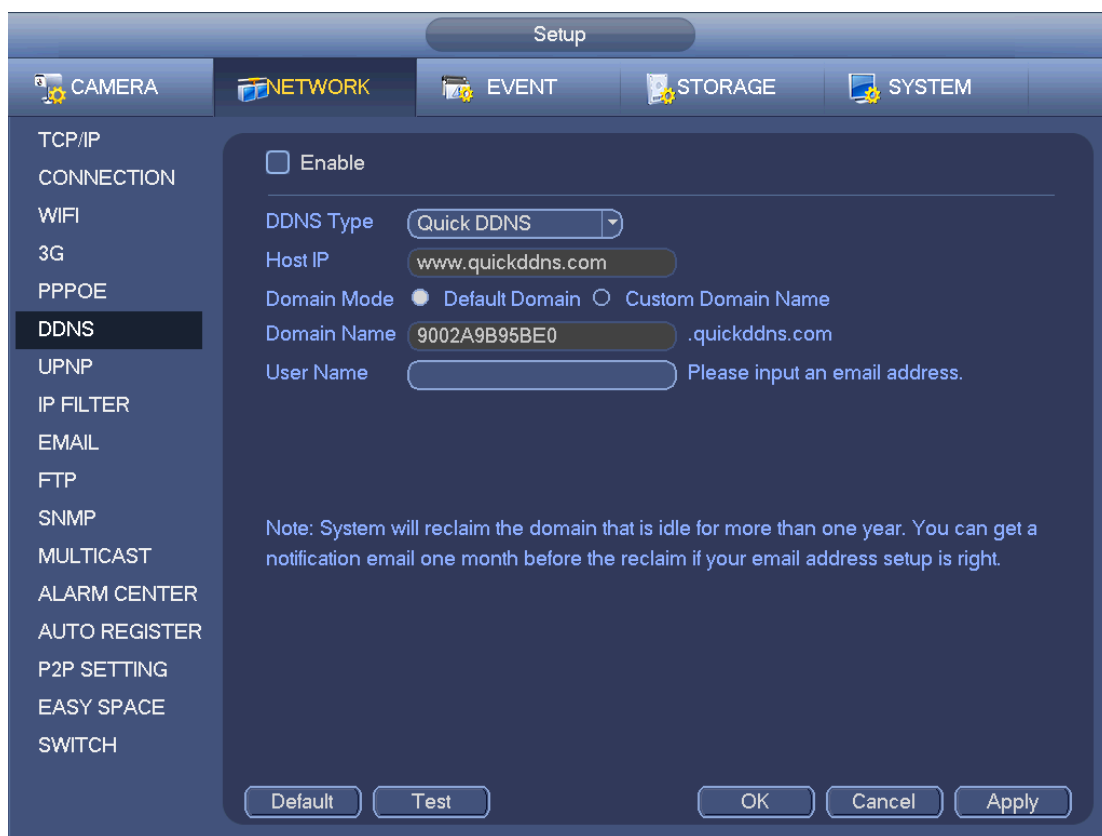 Setup
CAMERA NETWORK EVENT STORAGE SYSTEM
TCP/IP
CONNECTION
WIFI
3G
PPPOE
DDNS
UPNP
IP FILTER
EMAIL
FTP
SNMP
MULTICAST
ALARM CENTER
AUTO REGISTER
P2P SETTING
EASY SPACE
SWITCH
Enable
DDNS Type Quick DDNS
Host IP www.quickddns.com
Domain Mode Default Domain Custom Domain Name
Domain Name 9002A9B95BE0 .quickddns.com
User Name Please input an email address.
Note: System will reclaim the domain that is idle for more than one year. You can get a
notification email one month before the reclaim if your email address setup is right.
Default Test OK Cancel Apply